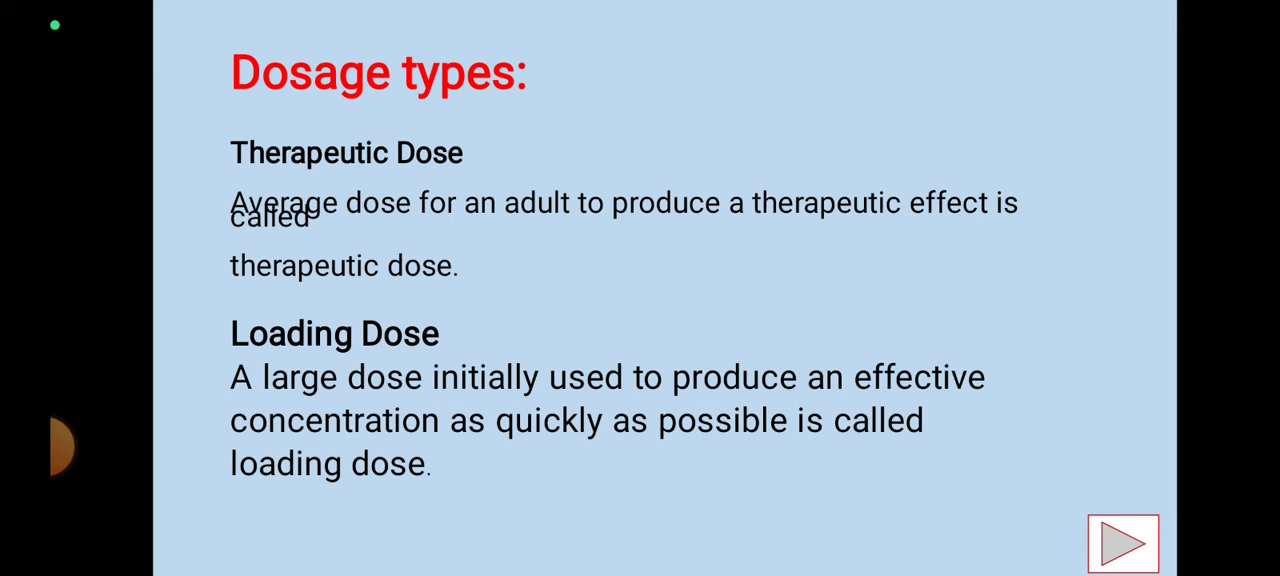 Dosage types:
Therapeutic Dose
Average dose for an adult to produce a therapeutic effect is
called
therapeutic dose.
Loading Dose
A large dose initially used to produce an effective
concentration as quickly as possible is called
loading dose.